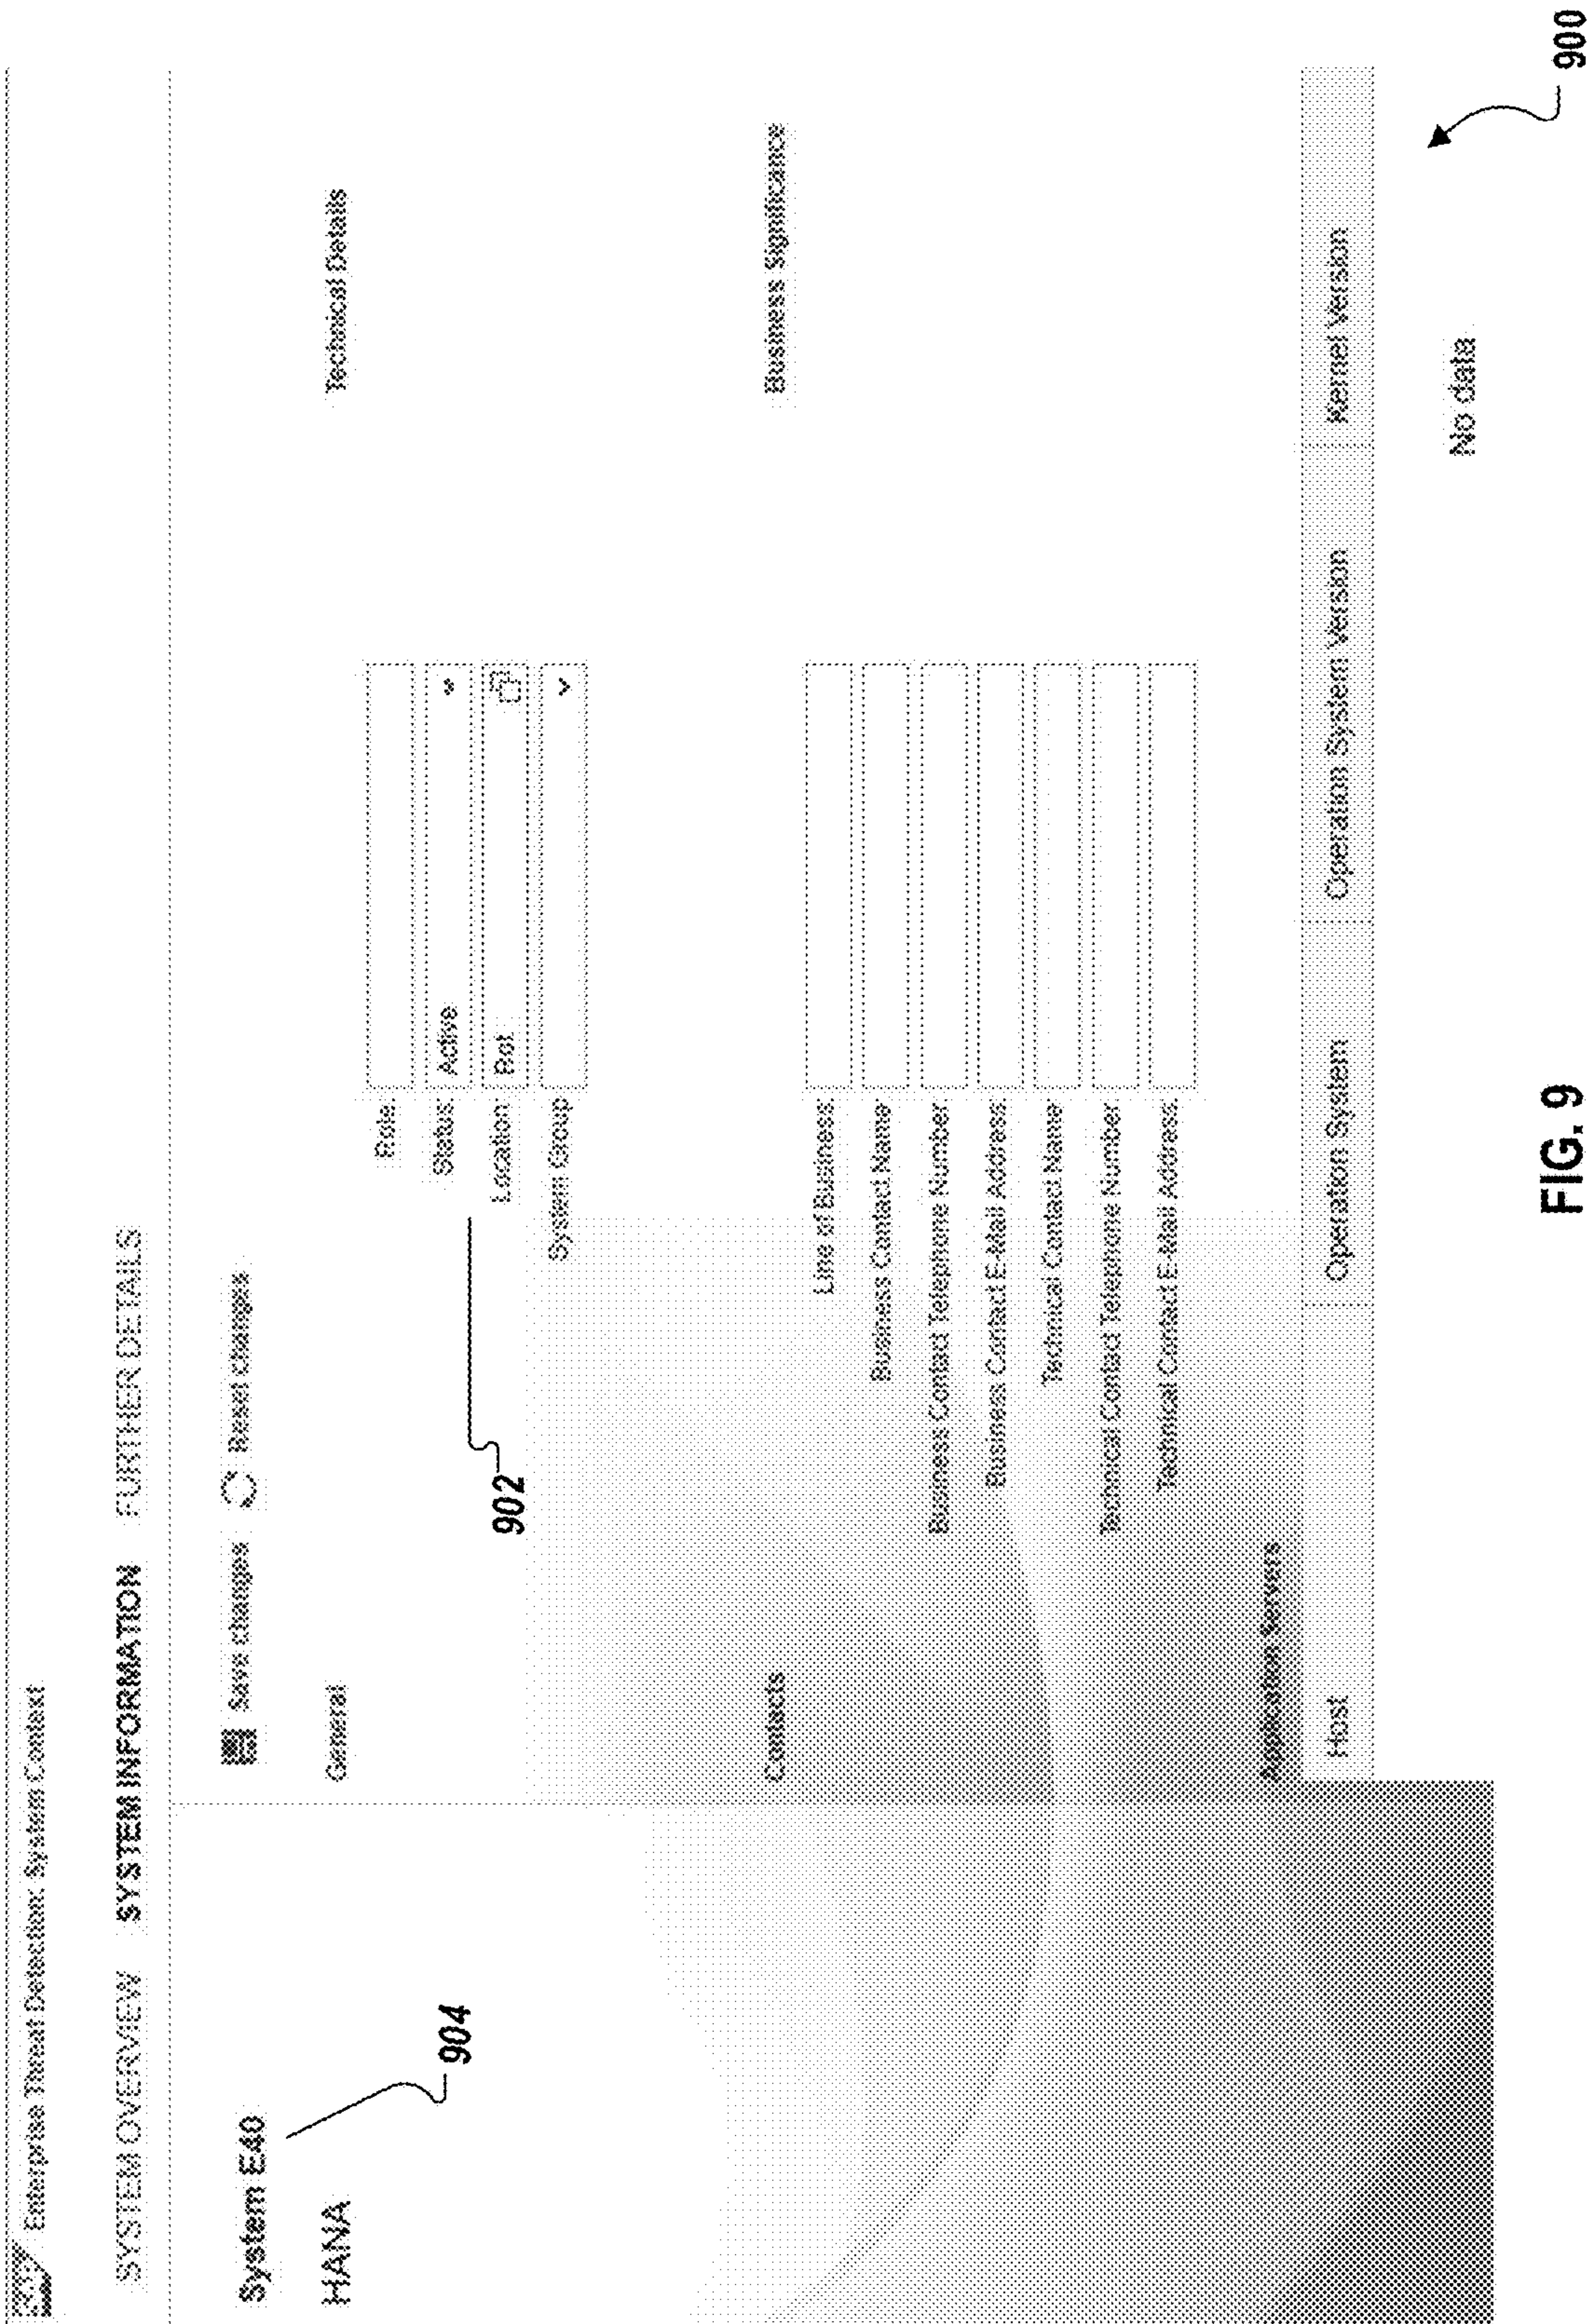 SAP Enterprise Threat Detection: System Context
SYSTEM OVERVIEW SYSTEM INFORMATION FURTHER DETAILS
System E40
HANA
904
Save changes Reset changes
General
Technical Details
Role
Status Active
Location Rot
System Group
902
Contacts
Business Significance
Line of Business
Business Contact Name
Business Contact Telephone Number
Business Contact E-Mail Address
Technical Contact Name
Technical Contact Telephone Number
Technical Contact E-Mail Address
Application Servers
Host Operation System Operation System Version Kernel Version
No data
900
FIG. 9